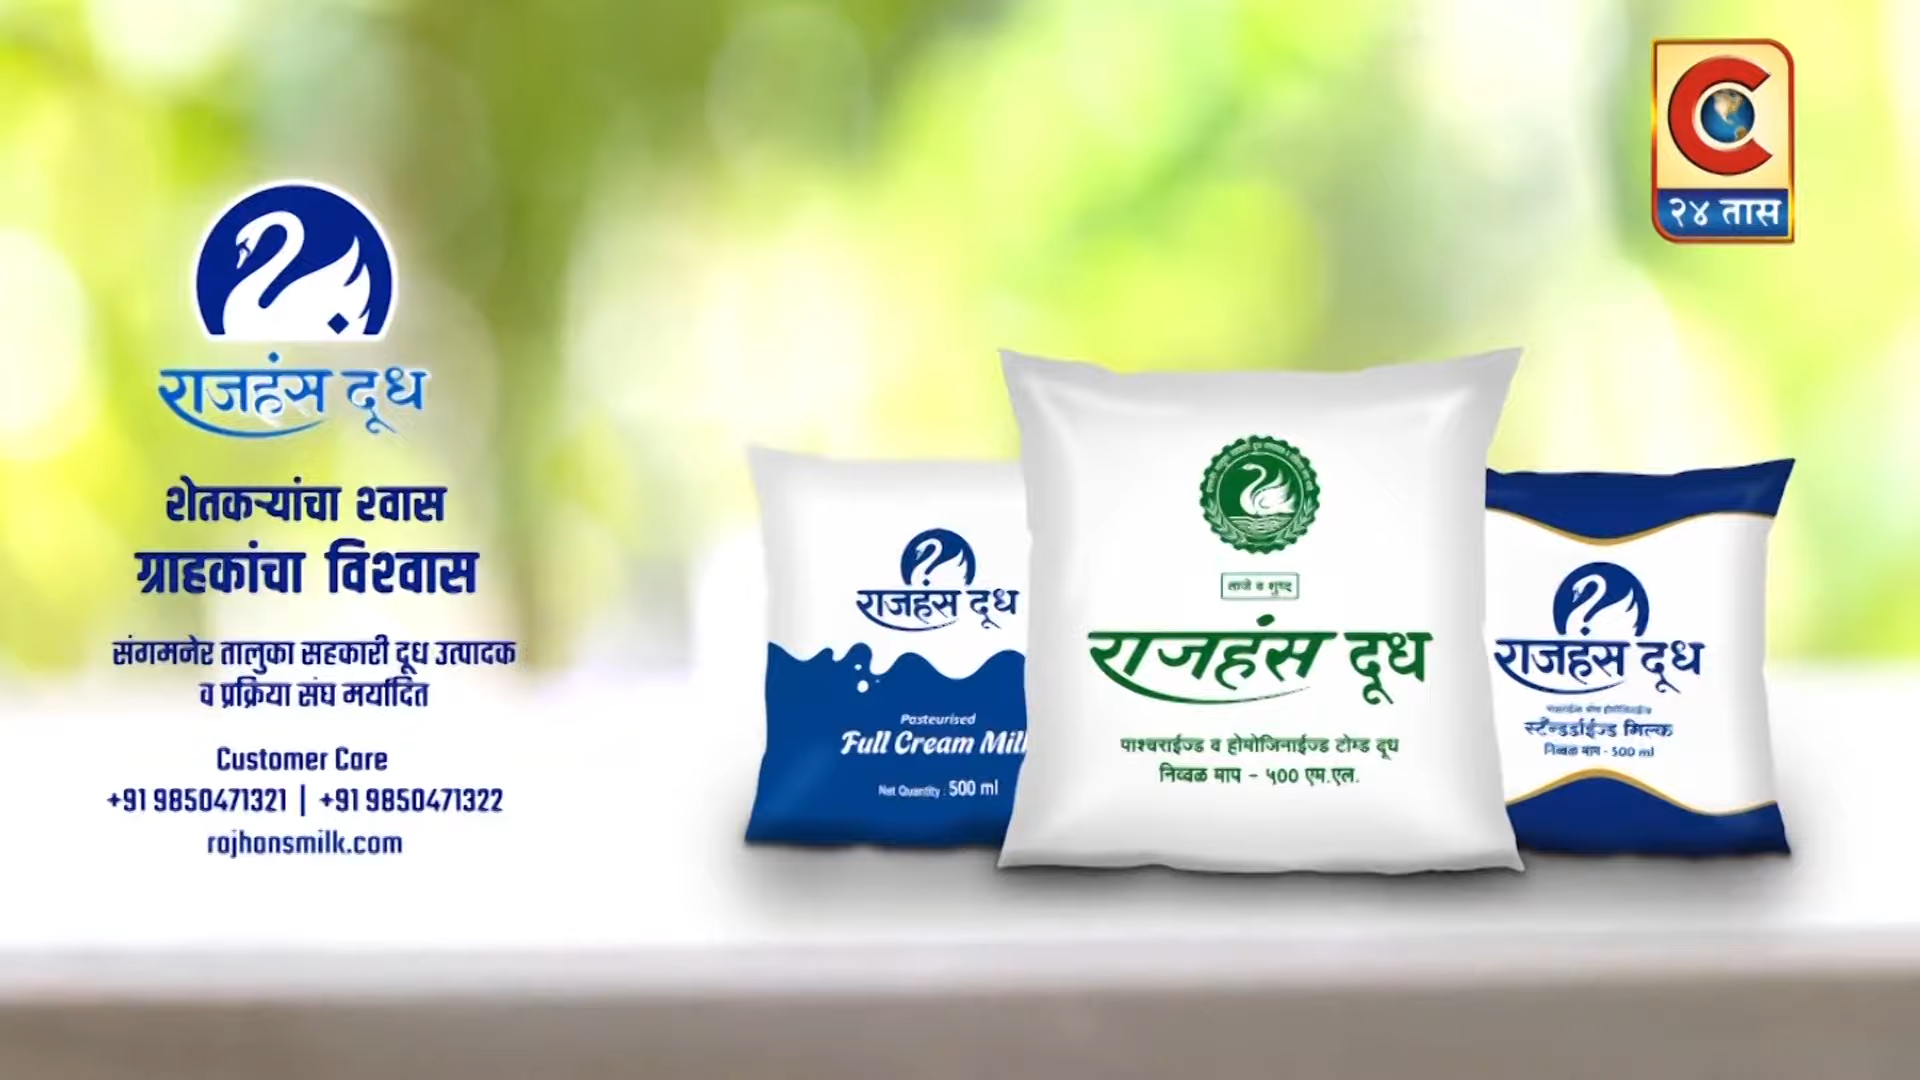 राजहंस दूध
शेतकऱ्यांचा श्वास
ग्राहकांचा विश्वास
संगमनेर तालुका सहकारी दूध उत्पादक
व प्रक्रिया संघ मर्यादित
Customer Care
+91 9850471321 | +91 9850471322
rajhansmilk.com
C
२४ तास
राजहंस दूध
Pasteurised
Full Cream Mil
Net Quantity : 500 ml
ताजे व शुध्द
राजहंस दूध
पाश्चराईज्ड व होमोजिनाईज्ड टोण्ड दूध
निव्वळ माप - ५०० एम.एल.
राजहंस दूध
स्टॅन्डर्डाईज्ड मिल्क
निव्वळ माप - 500 ml